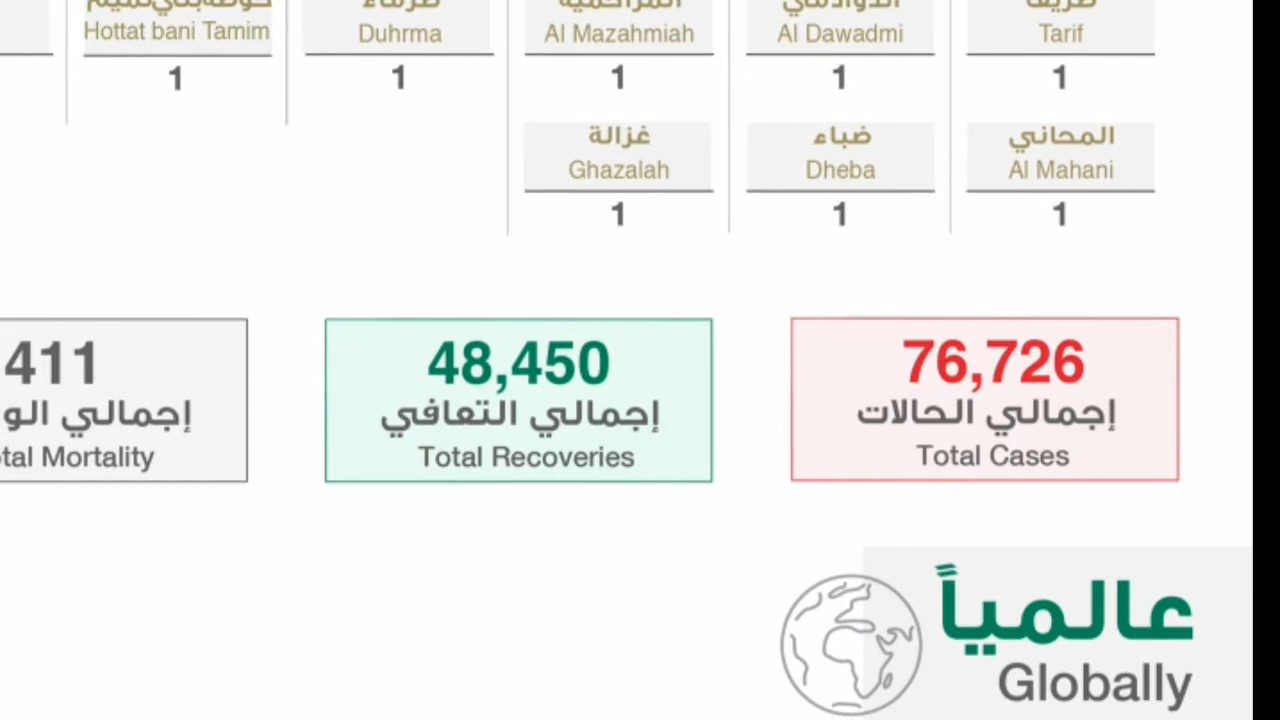 Hottat bani Tamim
Duhrma
Al Mazahmiah
Al Dawadmi
Tarif
1
1
1
1
1
غزالة
ضباء
المحاني
Ghazalah
Dheba
Al Mahani
1
1
1
411
48,450
76,726
إجمالي
إجمالي التعافي
إجمالي الحالات
Mortality
Total Recoveries
Total Cases
عالمياً
Globally